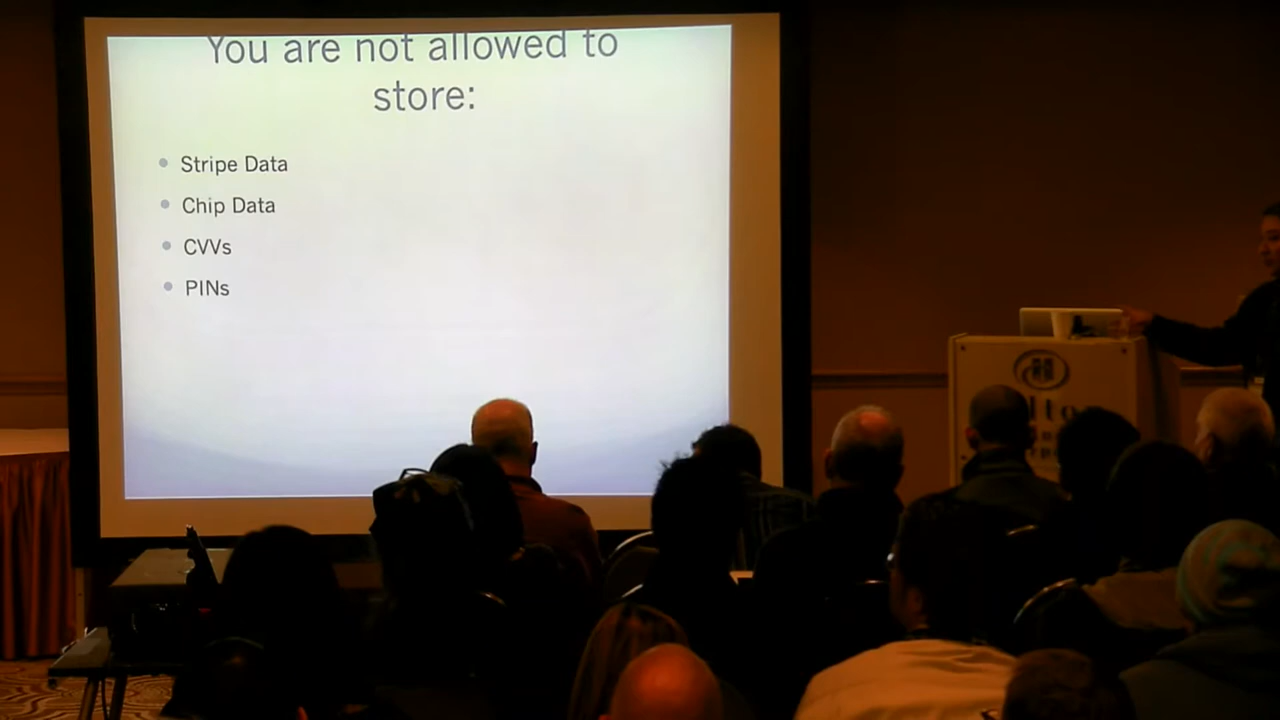 You are not allowed to
store:
Stripe Data
Chip Data
CVVs
PINs